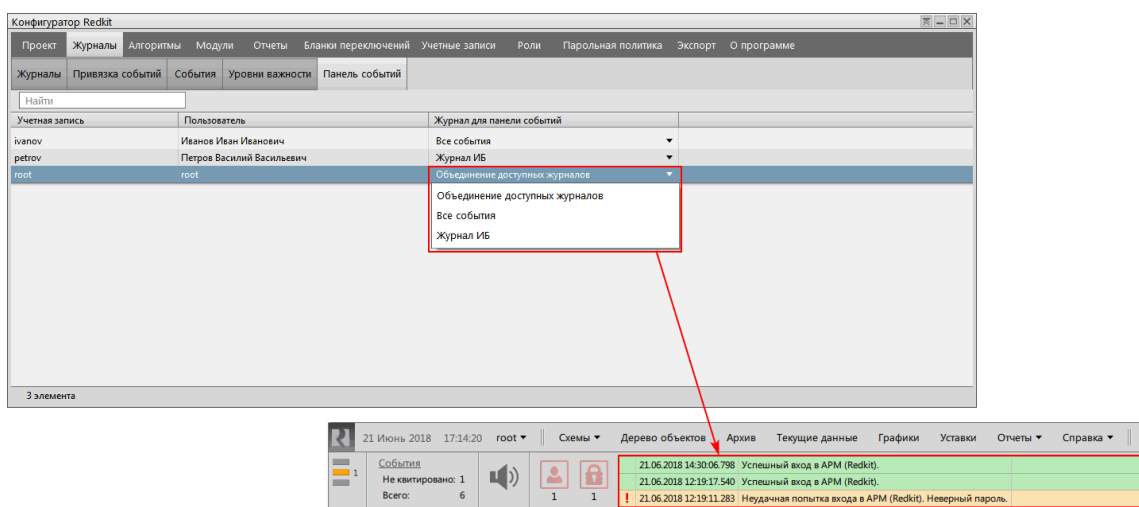 Конфигуратор Redkit
Проект Журналы Алгоритмы Модули Отчеты Бланки переключений Учетные записи Роли Парольная политика Экспорт О программе
Журналы Привязка событий События Уровни важности Панель событий
Найти
Учетная запись Пользователь Журнал для панели событий
ivanov Иванов Иван Иванович Все события
petrov Петров Василий Васильевич Журнал ИБ
root root Объединение доступных журналов
Объединение доступных журналов
Все события
Журнал ИБ
3 элемента
21 Июнь 2018 17:14:20 root Схемы Дерево объектов Архив Текущие данные Графики Уставки Отчеты Справка
События 21.06.2018 14:30:06.798 Успешный вход в АРМ (Redkit).
1 Не квитировано: 1 21.06.2018 12:19:17.540 Успешный вход в АРМ (Redkit).
Всего: 6 1 1 ! 21.06.2018 12:19:11.283 Неудачная попытка входа в АРМ (Redkit). Неверный пароль.